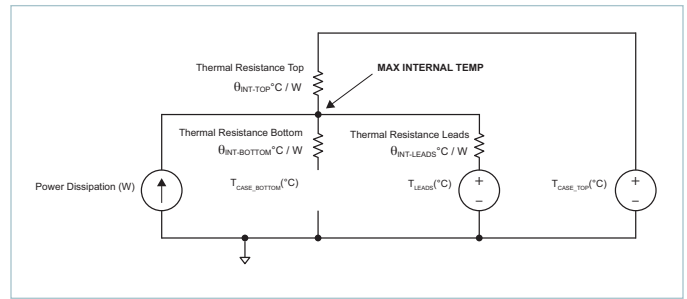 Thermal Resistance Top
θINT-TOP°C / W
MAX INTERNAL TEMP
Thermal Resistance Bottom
θINT-BOTTOM°C / W
Thermal Resistance Leads
θINT-LEADS°C / W
Power Dissipation (W)
TCASE_BOTTOM(°C)
TLEADS(°C)
+
–
TCASE_TOP(°C)
+
–